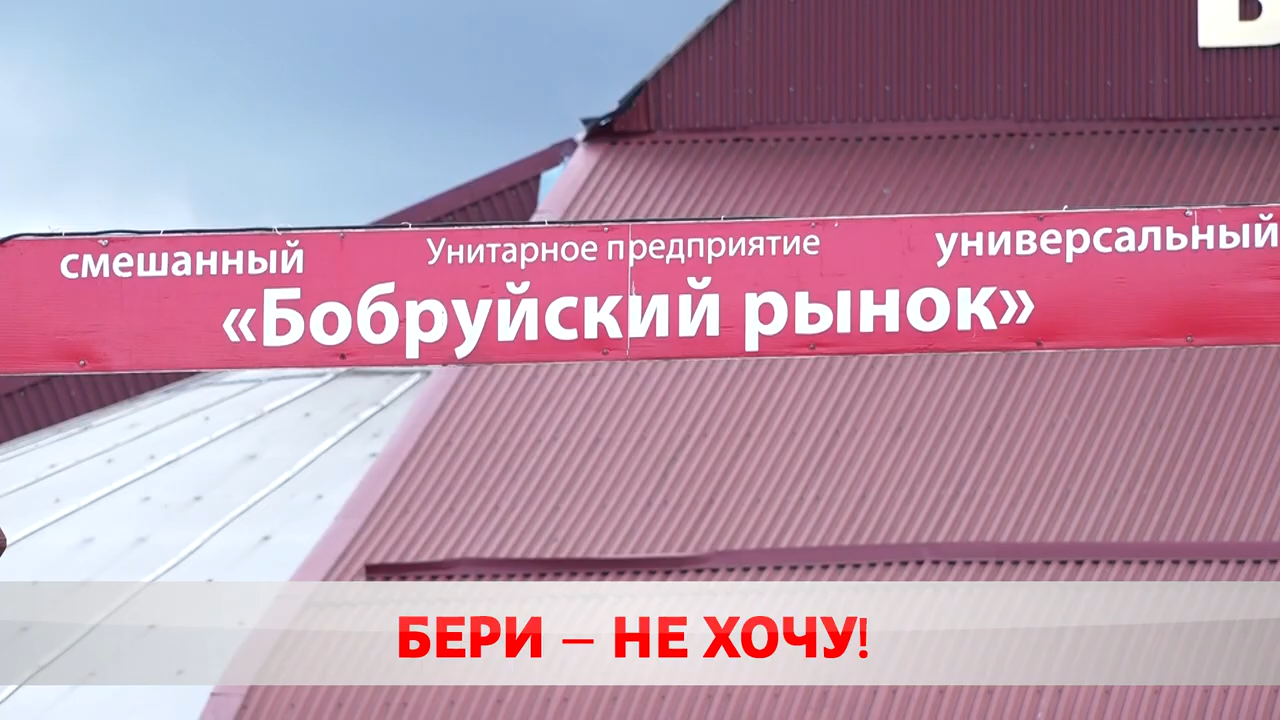 смешанный Унитарное предприятие универсальный
«Бобруйский рынок»
БЕРИ – НЕ ХОЧУ!